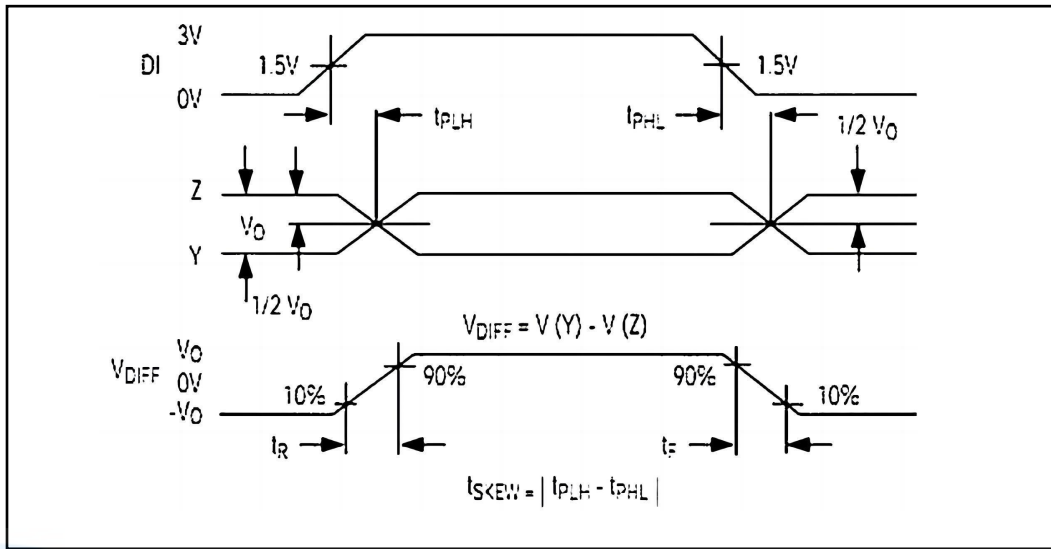 3V
DI
1.5V
1.5V
0V
tPLH
tPHL
1/2 VO
Z
VO
Y
1/2 VO
VDIFF = V (Y) - V (Z)
VO
VDIFF
0V
90%
90%
10%
10%
-VO
tR
tF
tSKEW = | tPLH - tPHL |